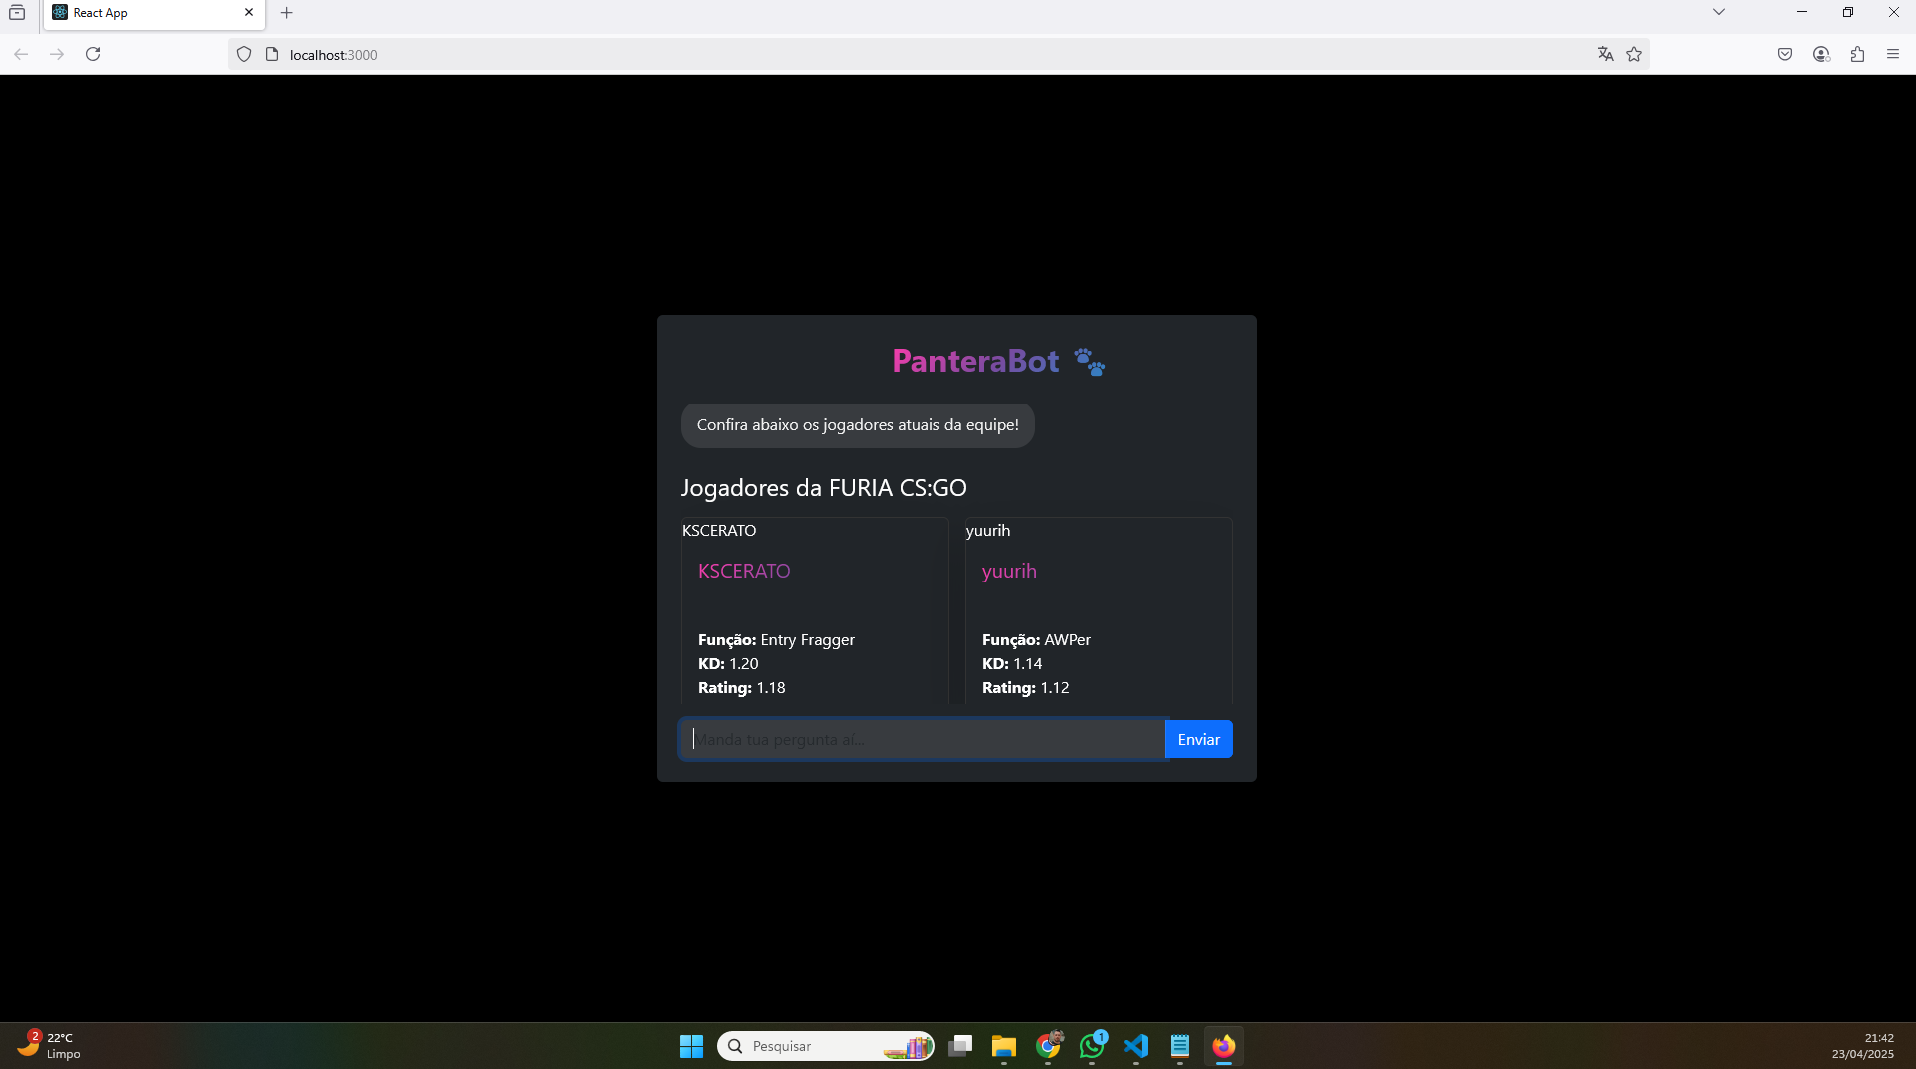 React App
localhost:3000
PanteraBot
Confira abaixo os jogadores atuais da equipe!
Jogadores da FURIA CS:GO
KSCERATO
KSCERATO
Função: Entry Fragger
KD: 1.20
Rating: 1.18
yuurih
yuurih
Função: AWPer
KD: 1.14
Rating: 1.12
Manda tua pergunta aí...
Enviar
2
22°C
Limpo
Pesquisar
1
21:42
23/04/2025